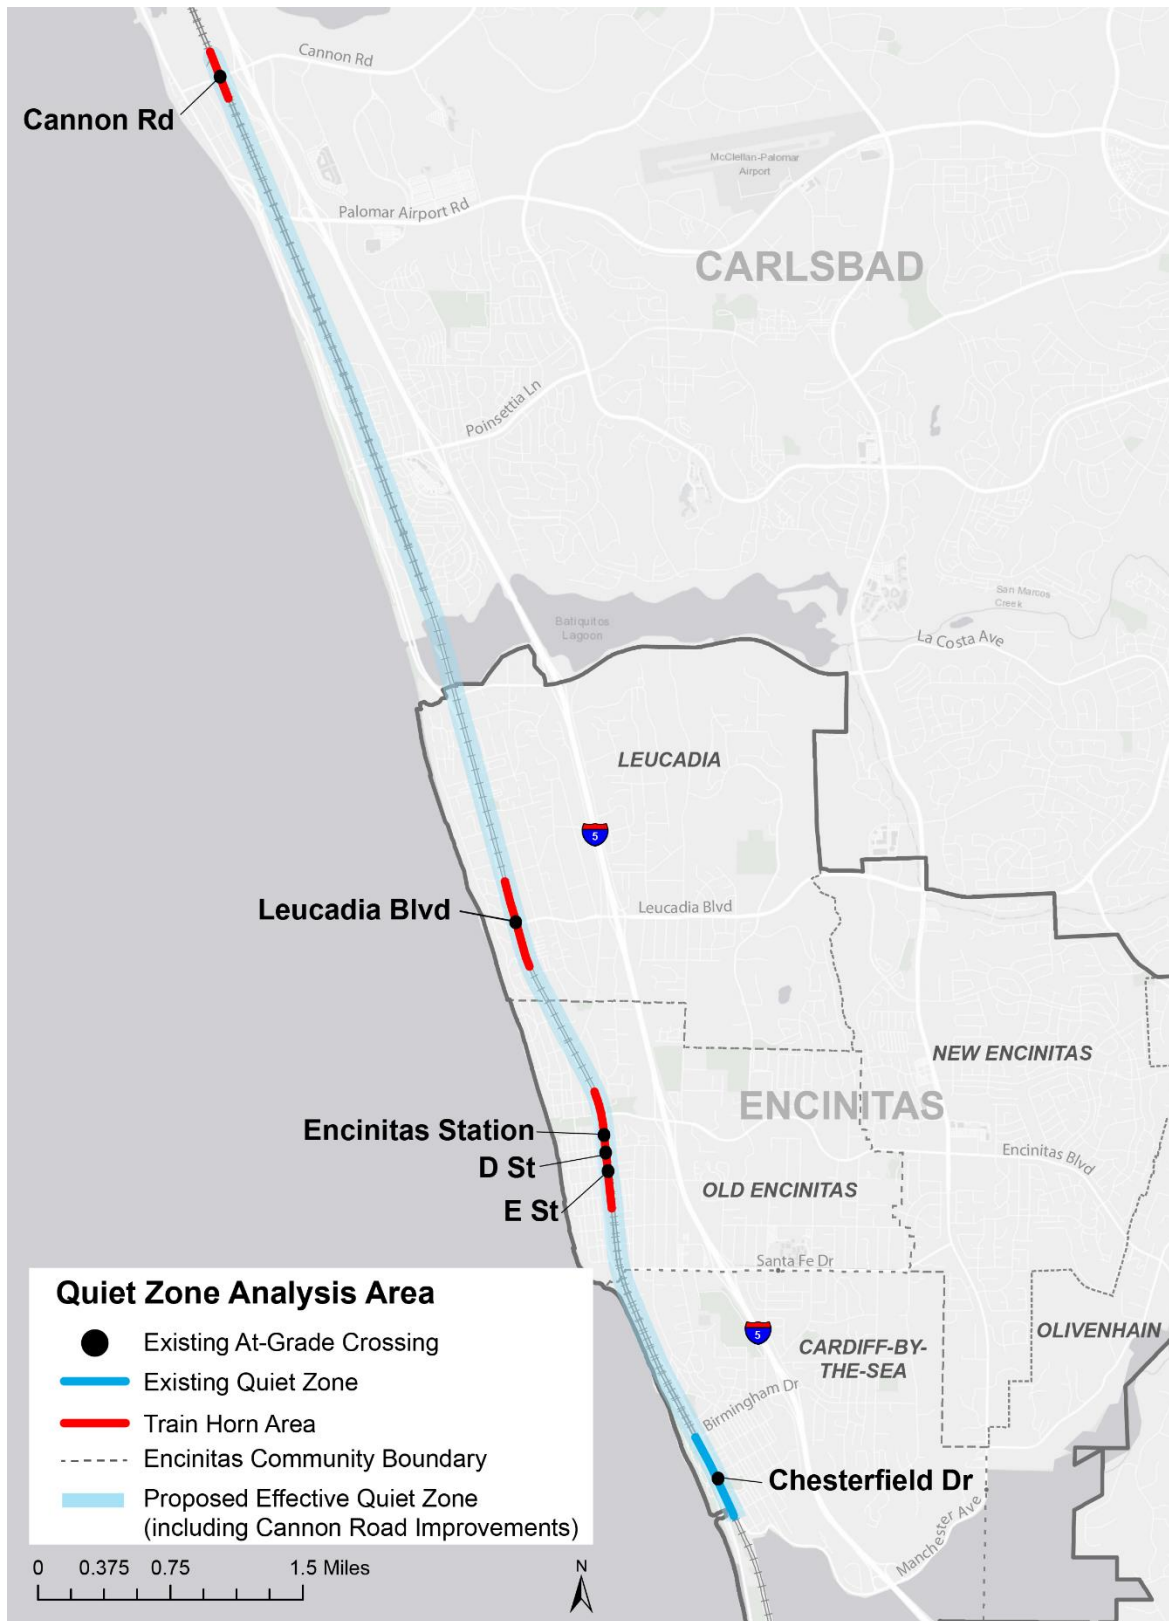 Cannon Rd
Cannon Rd
McClellan-Palomar
Airport
Palomar Airport Rd
CARLSBAD
Poinsettia Ln
San Marcos
Creek
Batiquitos
Lagoon
La Costa Ave
LEUCADIA
5
Leucadia Blvd
Leucadia Blvd
NEW ENCINITAS
ENCINITAS
Encinitas Station
Encinitas Blvd
D St
OLD ENCINITAS
E St
Santa Fe Dr
5
OLIVENHAIN
CARDIFF-BY-
THE-SEA
Birmingham Dr
Chesterfield Dr
Manchester Ave
Quiet Zone Analysis Area
Existing At-Grade Crossing
Existing Quiet Zone
Train Horn Area
Encinitas Community Boundary
Proposed Effective Quiet Zone
(including Cannon Road Improvements)
0 0.375 0.75 1.5 Miles
N